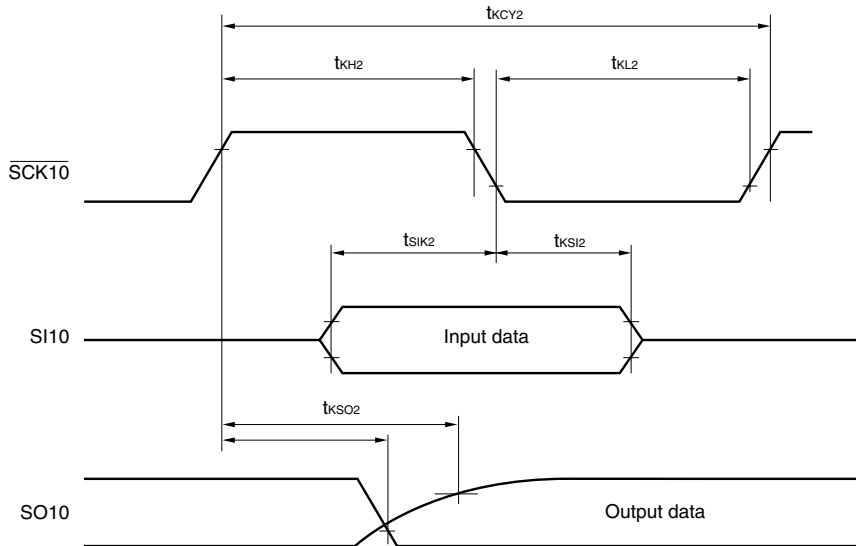 tKCY2
tKH2
tKL2
SCK10
tSIK2
tKSI2
SI10
Input data
tKSO2
SO10
Output data